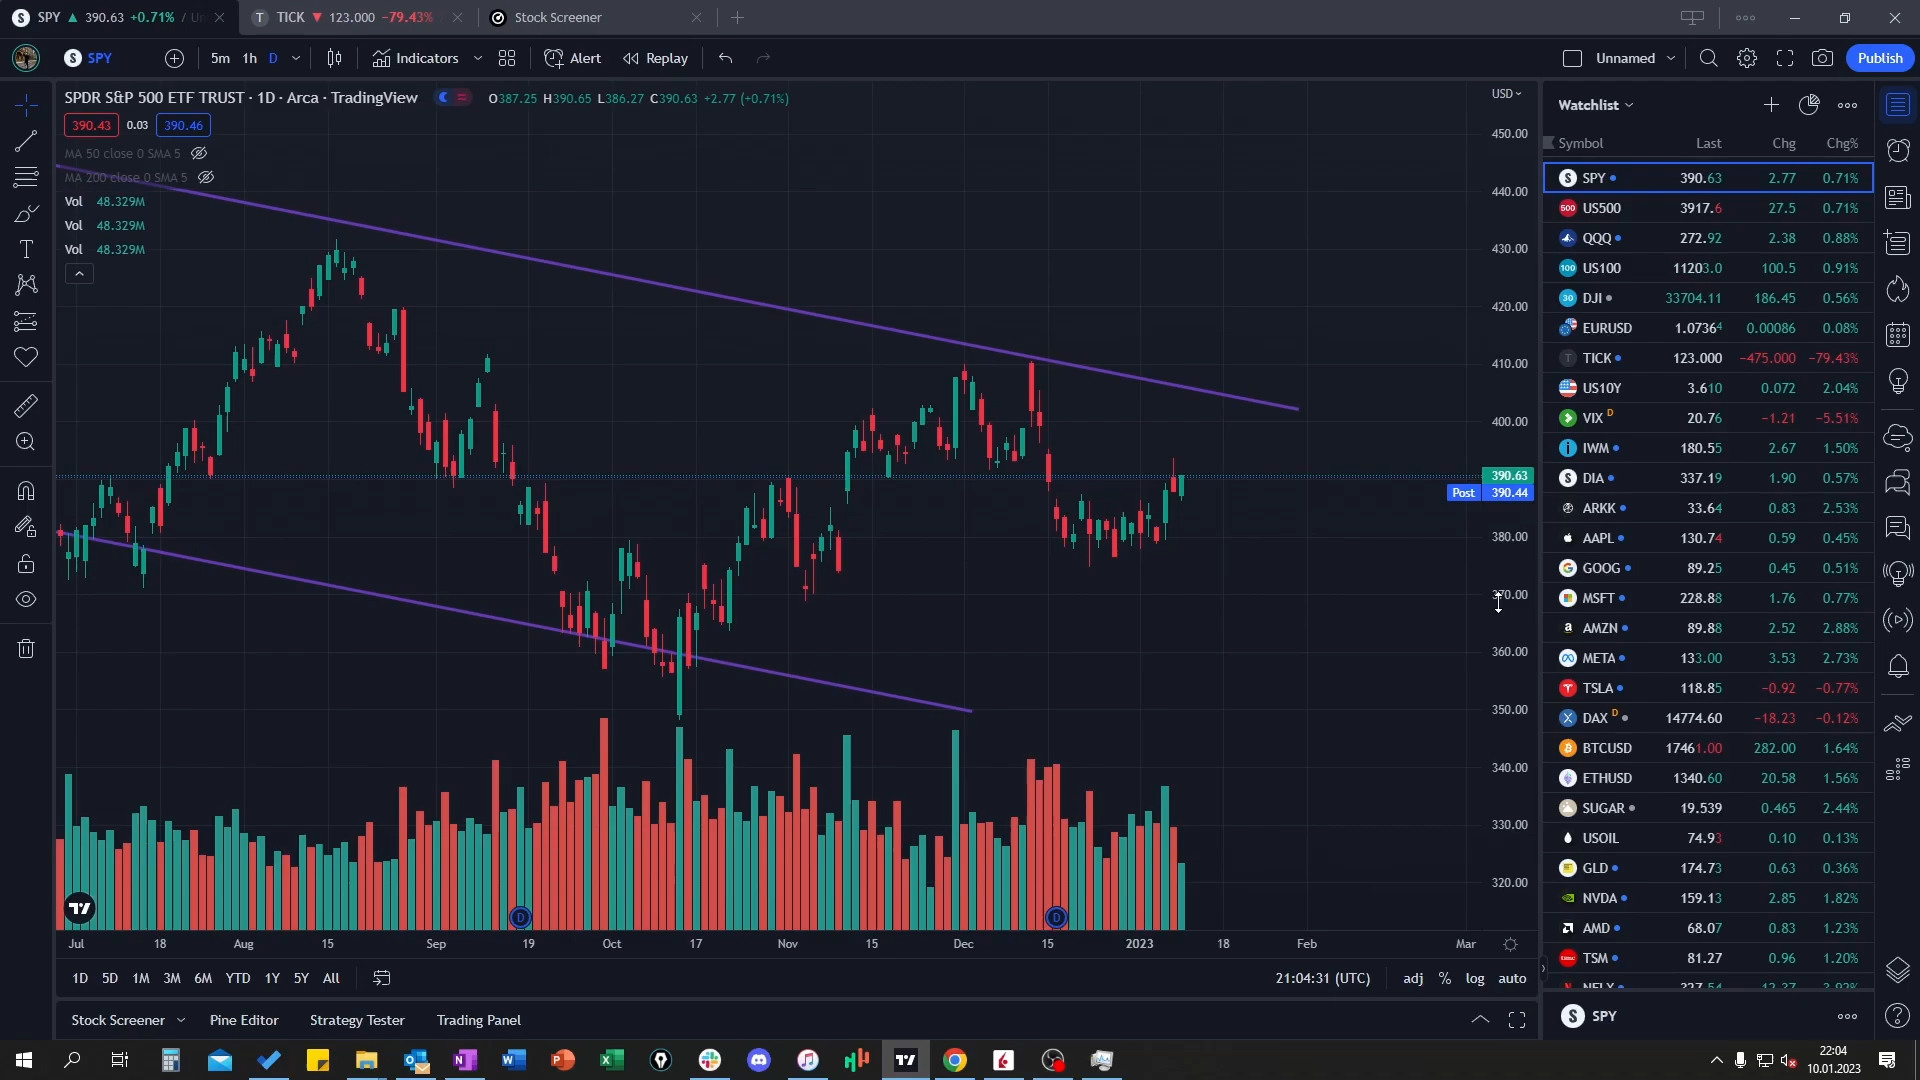 SPY ▲ 390.63 +0.71% / Un
TICK ▼ 123.000 −79.43%
Stock Screener
SPY
5m 1h D
Indicators
Alert
Replay
Unnamed
Publish
SPDR S&P 500 ETF TRUST · 1D · Arca · TradingView
O387.25 H390.65 L386.27 C390.63 +2.77 (+0.71%)
390.43 0.03 390.46
MA 50 close 0 SMA 5
MA 200 close 0 SMA 5
Vol 48.329M
Vol 48.329M
Vol 48.329M
USD
450.00
440.00
430.00
420.00
410.00
400.00
390.63
Post 390.44
380.00
370.00
360.00
350.00
340.00
330.00
320.00
D
D
Jul 18 Aug 15 Sep 19 Oct 17 Nov 15 Dec 15 2023 18 Feb Mar
1D 5D 1M 3M 6M YTD 1Y 5Y All
21:04:31 (UTC) adj % log auto
Stock Screener Pine Editor Strategy Tester Trading Panel
Watchlist
Symbol Last Chg Chg%
SPY 390.63 2.77 0.71%
US500 3917.6 27.5 0.71%
QQQ 272.92 2.38 0.88%
US100 11203.0 100.5 0.91%
DJI 33704.11 186.45 0.56%
EURUSD 1.07364 0.00086 0.08%
TICK 123.000 −475.000 −79.43%
US10Y 3.610 0.072 2.04%
VIX D 20.76 −1.21 −5.51%
IWM 180.55 2.67 1.50%
DIA 337.19 1.90 0.57%
ARKK 33.64 0.83 2.53%
AAPL 130.74 0.59 0.45%
GOOG 89.25 0.45 0.51%
MSFT 228.88 1.76 0.77%
AMZN 89.88 2.52 2.88%
META 133.00 3.53 2.73%
TSLA 118.85 −0.92 −0.77%
DAX D 14774.60 −18.23 −0.12%
BTCUSD 17461.00 282.00 1.64%
ETHUSD 1340.60 20.58 1.56%
SUGAR 19.539 0.465 2.44%
USOIL 74.93 0.10 0.13%
GLD 174.73 0.63 0.36%
NVDA 159.13 2.85 1.82%
AMD 68.07 0.83 1.23%
TSM 81.27 0.96 1.20%
NFLX 327.54 12.37 3.92%
SPY
22:04
10.01.2023